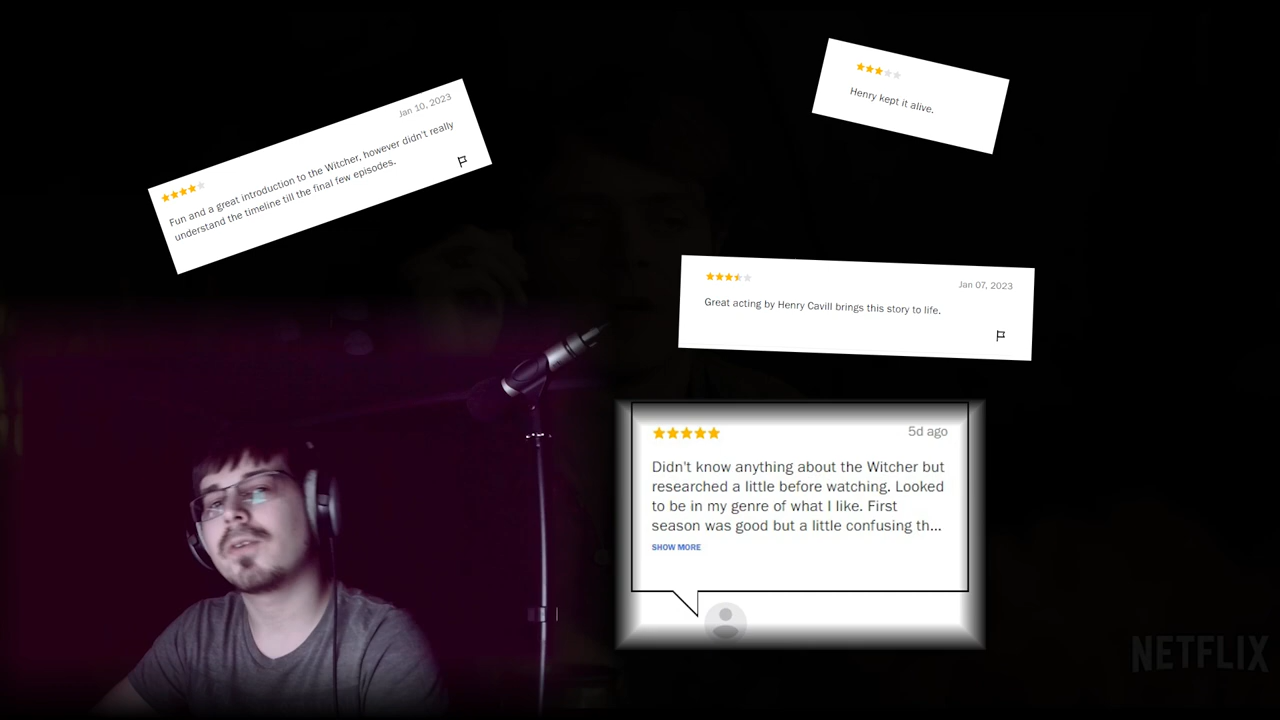 Jan 10, 2023
Fun and a great introduction to the Witcher, however didn't really
understand the timeline till the final few episodes.
Henry kept it alive.
Jan 07, 2023
Great acting by Henry Cavill brings this story to life.
5d ago
Didn't know anything about the Witcher but
researched a little before watching. Looked
to be in my genre of what I like. First
season was good but a little confusing th...
SHOW MORE
NETFLIX